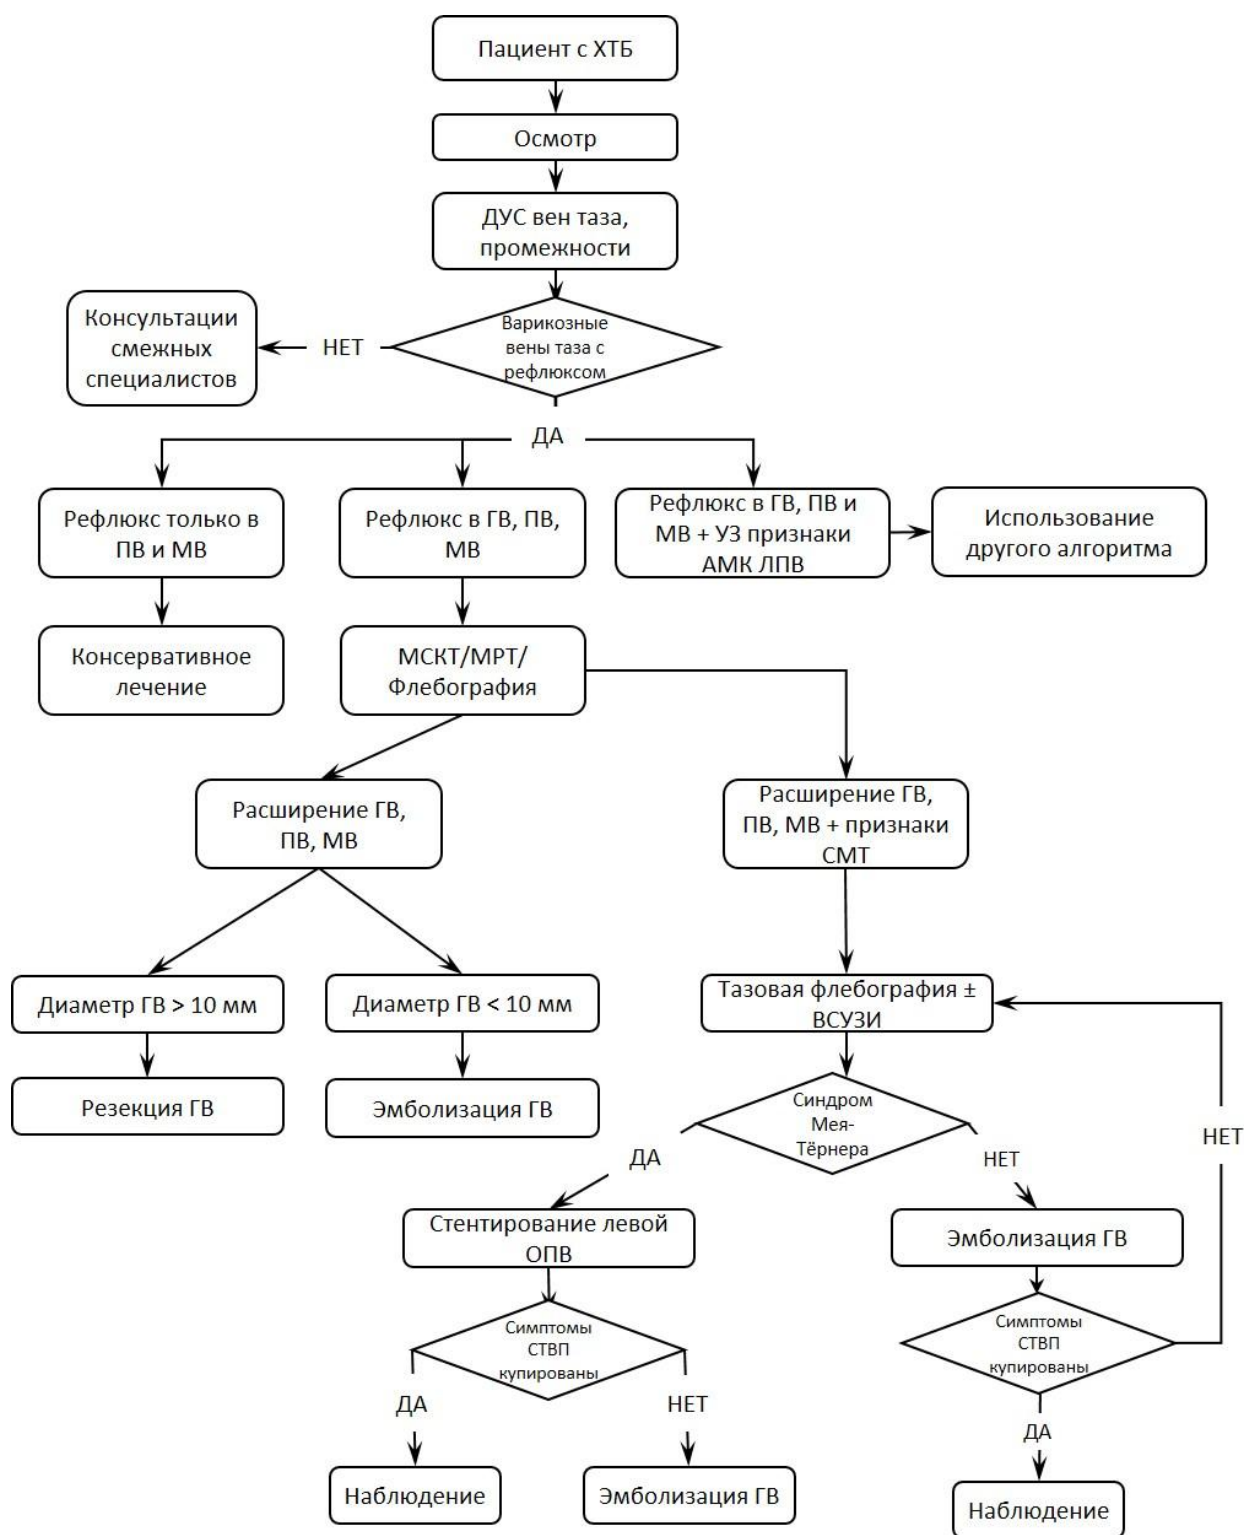 Пациент с ХТБ
Осмотр
ДУС вен таза,
промежности
Консультации
смежных
специалистов
НЕТ
Варикозные
вены таза с
рефлюксом
ДА
Рефлюкс только в
ПВ и МВ
Рефлюкс в ГВ, ПВ,
МВ
Рефлюкс в ГВ, ПВ и
МВ + УЗ признаки
АМК ЛПВ
Использование
другого алгоритма
Консервативное
лечение
МСКТ/МРТ/
Флебография
Расширение ГВ,
ПВ, МВ
Расширение ГВ,
ПВ, МВ + признаки
СМТ
Диаметр ГВ > 10 мм
Диаметр ГВ < 10 мм
Тазовая флебография ±
ВСУЗИ
Резекция ГВ
Эмболизация ГВ
Синдром
Мея-
Тёрнера
НЕТ
ДА
НЕТ
Стентирование левой
ОПВ
Эмболизация ГВ
Симптомы
СТВП
купированы
Симптомы
СТВП
купированы
ДА
НЕТ
ДА
Наблюдение
Эмболизация ГВ
Наблюдение